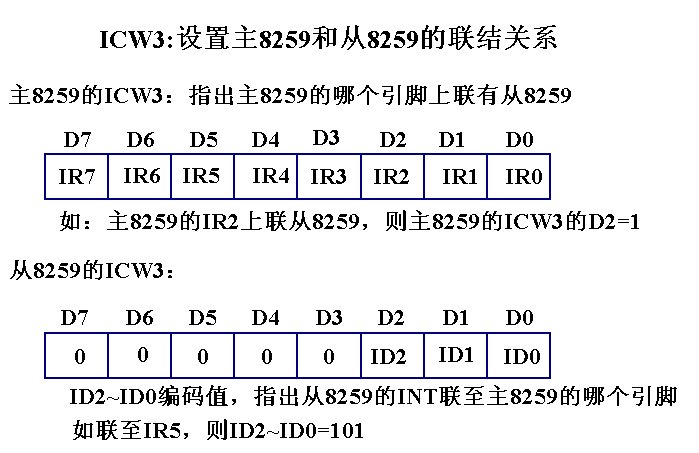 ICW3:设置主8259和从8259的联结关系
主8259的ICW3：指出主8259的哪个引脚上联有从8259
D7 D6 D5 D4 D3 D2 D1 D0
IR7 IR6 IR5 IR4 IR3 IR2 IR1 IR0
如：主8259的IR2上联从8259，则主8259的ICW3的D2=1
从8259的ICW3：
D7 D6 D5 D4 D3 D2 D1 D0
0 0 0 0 0 ID2 ID1 ID0
ID2~ID0编码值，指出从8259的INT联至主8259的哪个引脚
如联至IR5，则ID2~ID0=101